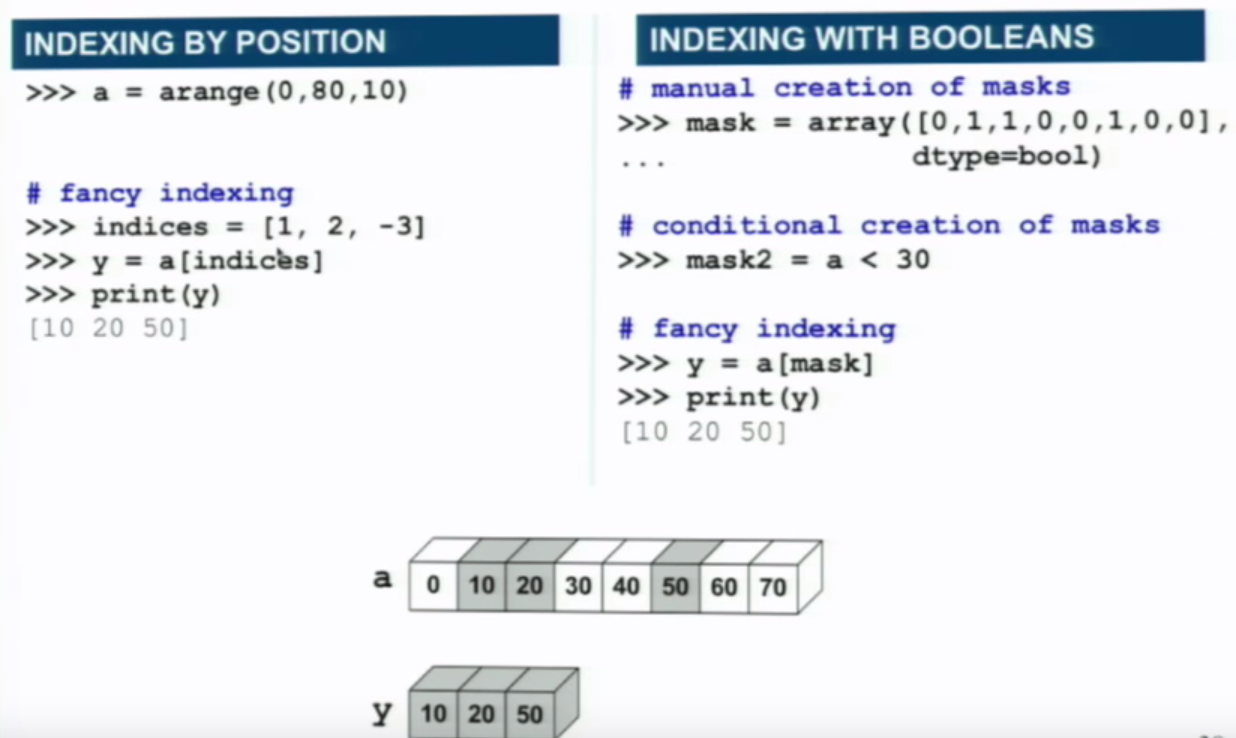 INDEXING BY POSITION
>>> a = arange(0,80,10)
# fancy indexing
>>> indices = [1, 2, -3]
>>> y = a[indices]
>>> print(y)
[10 20 50]
INDEXING WITH BOOLEANS
# manual creation of masks
>>> mask = array([0,1,1,0,0,1,0,0],
... dtype=bool)
# conditional creation of masks
>>> mask2 = a < 30
# fancy indexing
>>> y = a[mask]
>>> print(y)
[10 20 50]
a 0 10 20 30 40 50 60 70
y 10 20 50